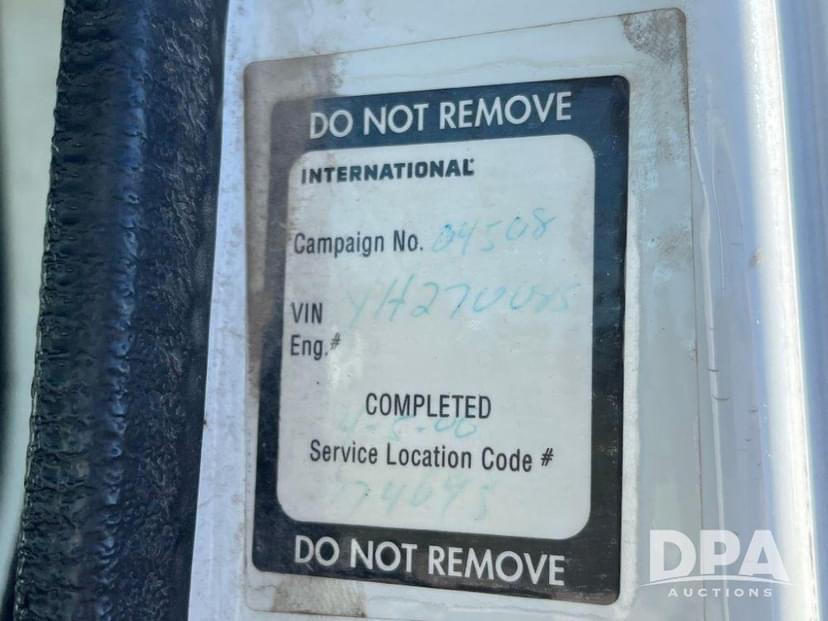 DO NOT REMOVE
INTERNATIONAL
Campaign No. 04508
VIN YH270085
Eng.#
COMPLETED
Service Location Code #
DO NOT REMOVE
DPA
AUCTIONS